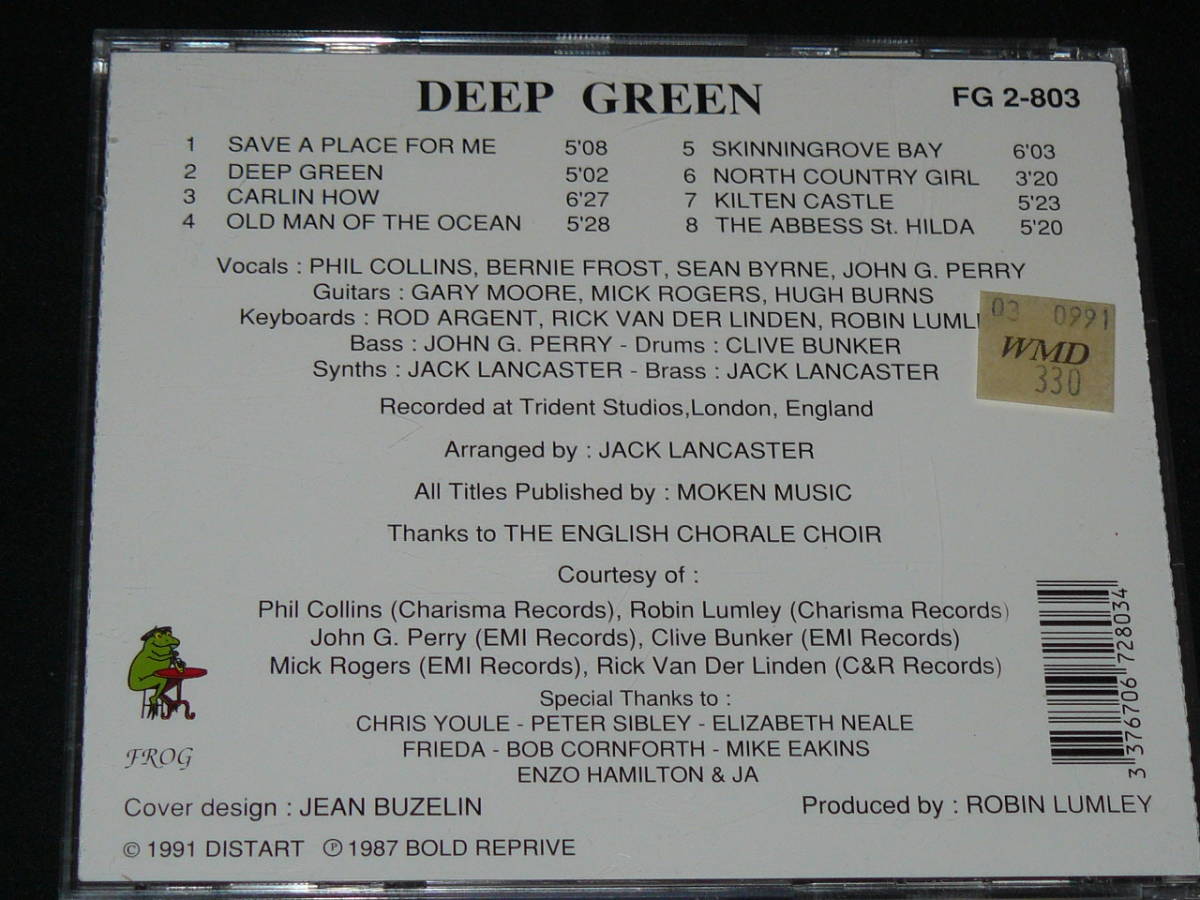 DEEP GREEN
FG 2-803
1 SAVE A PLACE FOR ME 5'08
2 DEEP GREEN 5'02
3 CARLIN HOW 6'27
4 OLD MAN OF THE OCEAN 5'28
5 SKINNINGROVE BAY 6'03
6 NORTH COUNTRY GIRL 3'20
7 KILTEN CASTLE 5'23
8 THE ABBESS St. HILDA 5'20
Vocals : PHIL COLLINS, BERNIE FROST, SEAN BYRNE, JOHN G. PERRY
Guitars : GARY MOORE, MICK ROGERS, HUGH BURNS
Keyboards : ROD ARGENT, RICK VAN DER LINDEN, ROBIN
Bass : JOHN G. PERRY - Drums : CLIVE BUNKER
Synths : JACK LANCASTER - Brass : JACK LANCASTER
03 0991
WMD
330
Recorded at Trident Studios,London, England
Arranged by : JACK LANCASTER
All Titles Published by : MOKEN MUSIC
Thanks to THE ENGLISH CHORALE CHOIR
Courtesy of :
Phil Collins (Charisma Records), Robin Lumley (Charisma Records)
John G. Perry (EMI Records), Clive Bunker (EMI Records)
Mick Rogers (EMI Records), Rick Van Der Linden (C&R Records)
Special Thanks to :
CHRIS YOULE - PETER SIBLEY - ELIZABETH NEALE
FRIEDA - BOB CORNFORTH - MIKE EAKINS
ENZO HAMILTON & JA
FROG
3 376706 728034
Cover design : JEAN BUZELIN
Produced by : ROBIN LUMLEY
© 1991 DISTART ℗ 1987 BOLD REPRIVE